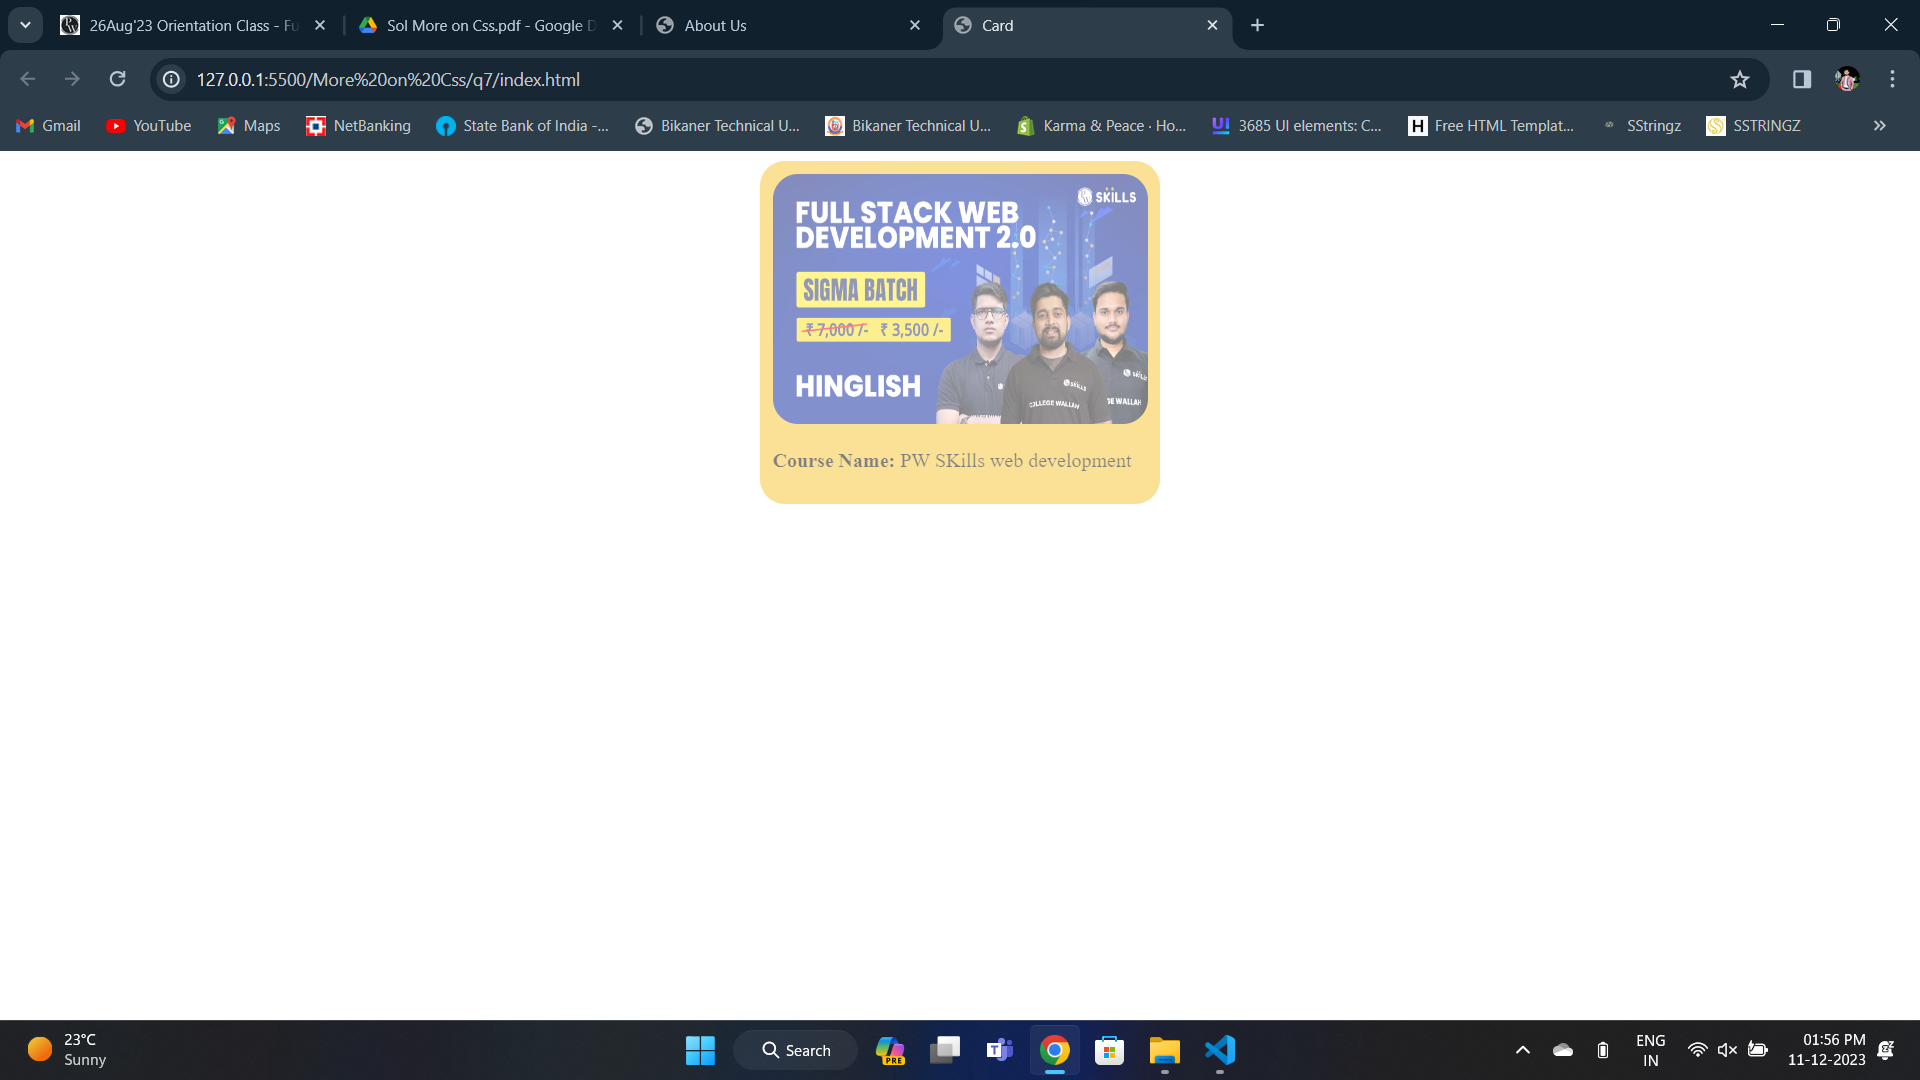 26Aug'23 Orientation Class - Fu
Sol More on Css.pdf - Google D
About Us
Card
127.0.0.1:5500/More%20on%20Css/q7/index.html
Gmail
YouTube
Maps
NetBanking
State Bank of India -...
Bikaner Technical U...
Bikaner Technical U...
Karma & Peace · Ho...
UI
3685 UI elements: C...
H
Free HTML Templat...
SStringz
SSTRINGZ
SKILLS
FULL STACK WEB
DEVELOPMENT 2.0
SIGMA BATCH
₹ 7,000 /- ₹ 3,500 /-
HINGLISH
SKILLS
COLLEGE WALLAH
GE WALLAH
Course Name: PW SKills web development
23°C
Sunny
Search
PRE
ENG
IN
01:56 PM
11-12-2023